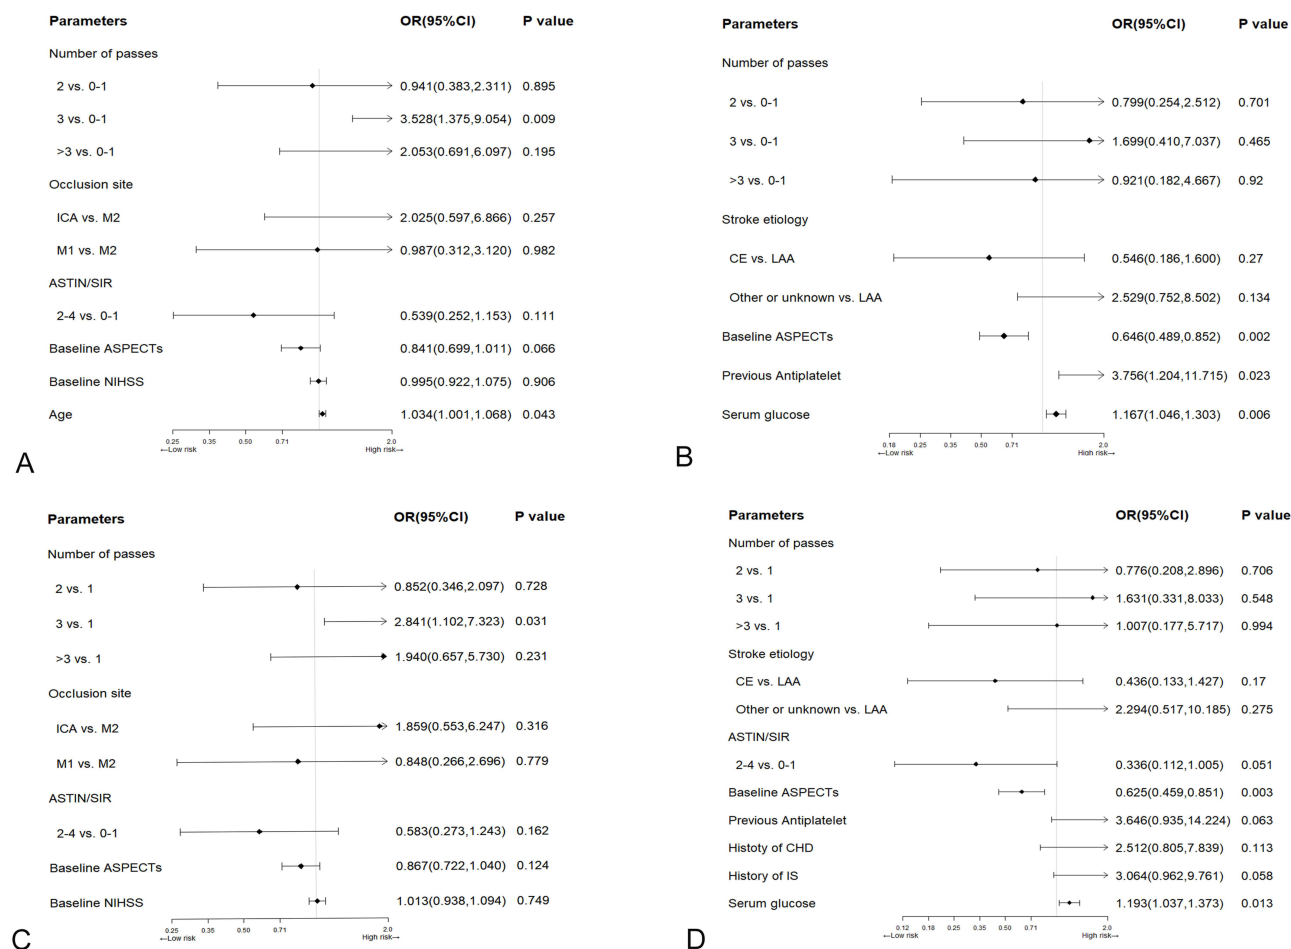 Parameters OR(95%CI) P value
Number of passes
2 vs. 0-1 0.941(0.383,2.311) 0.895
3 vs. 0-1 3.528(1.375,9.054) 0.009
>3 vs. 0-1 2.053(0.691,6.097) 0.195
Occlusion site
ICA vs. M2 2.025(0.597,6.866) 0.257
M1 vs. M2 0.987(0.312,3.120) 0.982
ASTIN/SIR
2-4 vs. 0-1 0.539(0.252,1.153) 0.111
Baseline ASPECTs 0.841(0.699,1.011) 0.066
Baseline NIHSS 0.995(0.922,1.075) 0.906
Age 1.034(1.001,1.068) 0.043
0.25 0.35 0.50 0.71 2.0
←Low risk High risk→
A
Parameters OR(95%CI) P value
Number of passes
2 vs. 0-1 0.799(0.254,2.512) 0.701
3 vs. 0-1 1.699(0.410,7.037) 0.465
>3 vs. 0-1 0.921(0.182,4.667) 0.92
Stroke etiology
CE vs. LAA 0.546(0.186,1.600) 0.27
Other or unknown vs. LAA 2.529(0.752,8.502) 0.134
Baseline ASPECTs 0.646(0.489,0.852) 0.002
Previous Antiplatelet 3.756(1.204,11.715) 0.023
Serum glucose 1.167(1.046,1.303) 0.006
0.18 0.25 0.35 0.50 0.71 2.0
←Low risk High risk→
B
Parameters OR(95%CI) P value
Number of passes
2 vs. 1 0.852(0.346,2.097) 0.728
3 vs. 1 2.841(1.102,7.323) 0.031
>3 vs. 1 1.940(0.657,5.730) 0.231
Occlusion site
ICA vs. M2 1.859(0.553,6.247) 0.316
M1 vs. M2 0.848(0.266,2.696) 0.779
ASTIN/SIR
2-4 vs. 0-1 0.583(0.273,1.243) 0.162
Baseline ASPECTs 0.867(0.722,1.040) 0.124
Baseline NIHSS 1.013(0.938,1.094) 0.749
0.25 0.35 0.50 0.71 2.0
←Low risk High risk→
C
Parameters OR(95%CI) P value
Number of passes
2 vs. 1 0.776(0.208,2.896) 0.706
3 vs. 1 1.631(0.331,8.033) 0.548
>3 vs. 1 1.007(0.177,5.717) 0.994
Stroke etiology
CE vs. LAA 0.436(0.133,1.427) 0.17
Other or unknown vs. LAA 2.294(0.517,10.185) 0.275
ASTIN/SIR
2-4 vs. 0-1 0.336(0.112,1.005) 0.051
Baseline ASPECTs 0.625(0.459,0.851) 0.003
Previous Antiplatelet 3.646(0.935,14.224) 0.063
Histoty of CHD 2.512(0.805,7.839) 0.113
History of IS 3.064(0.962,9.761) 0.058
Serum glucose 1.193(1.037,1.373) 0.013
0.12 0.18 0.25 0.35 0.50 0.71 2.0
←Low risk High risk→
D